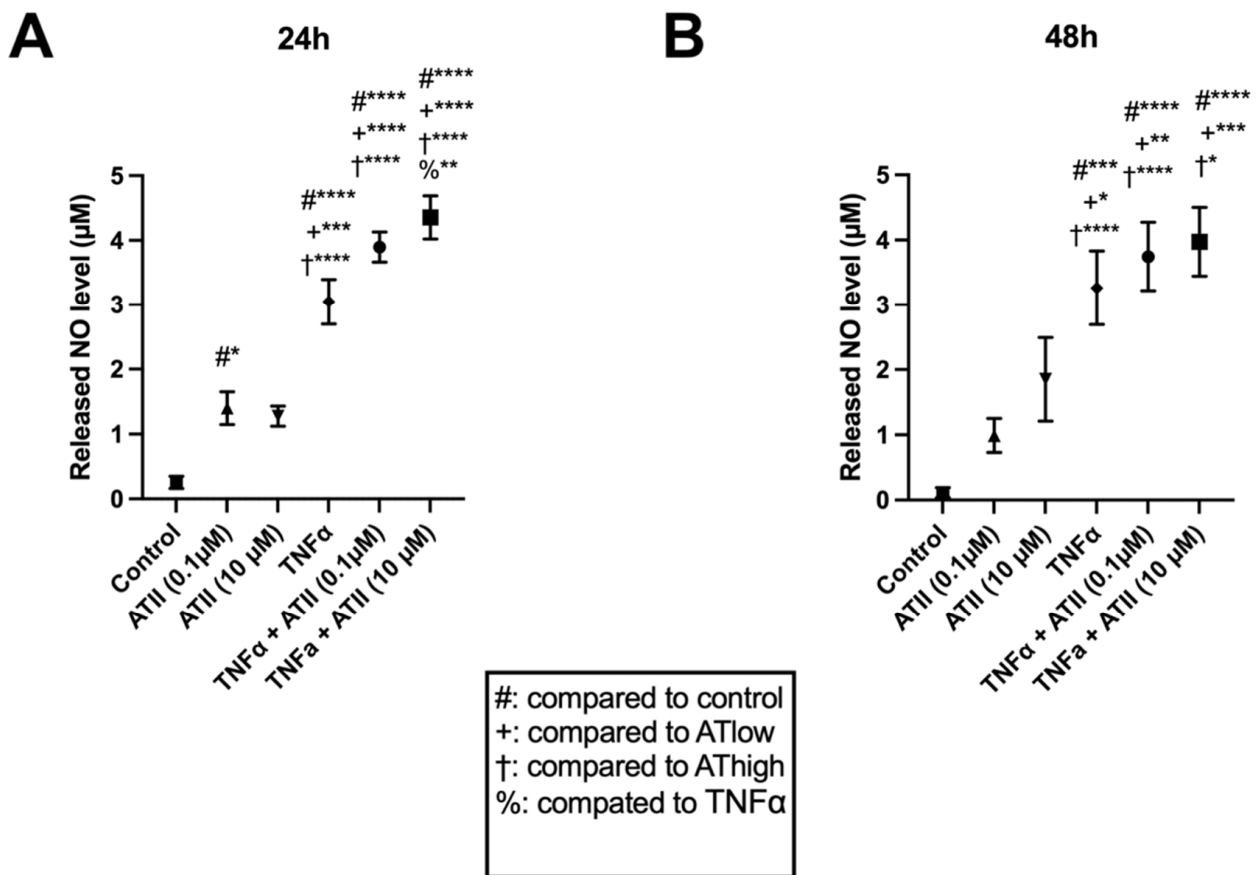 A
24h
#****
+****
†****
%**
#****
+****
†****
#****
+***
†****
#*
Released NO level (µM)
5
4
3
2
1
0
Control
ATII (0.1µM)
ATII (10 µM)
TNFα
TNFα + ATII (0.1µM)
TNFa + ATII (10 µM)
B
48h
#****
+***
†*
#****
+**
†****
#***
+*
†****
Released NO level (µM)
5
4
3
2
1
0
Control
ATII (0.1µM)
ATII (10 µM)
TNFα
TNFα + ATII (0.1µM)
TNFa + ATII (10 µM)
#: compared to control
+: compared to ATlow
†: compared to AThigh
%: compated to TNFα